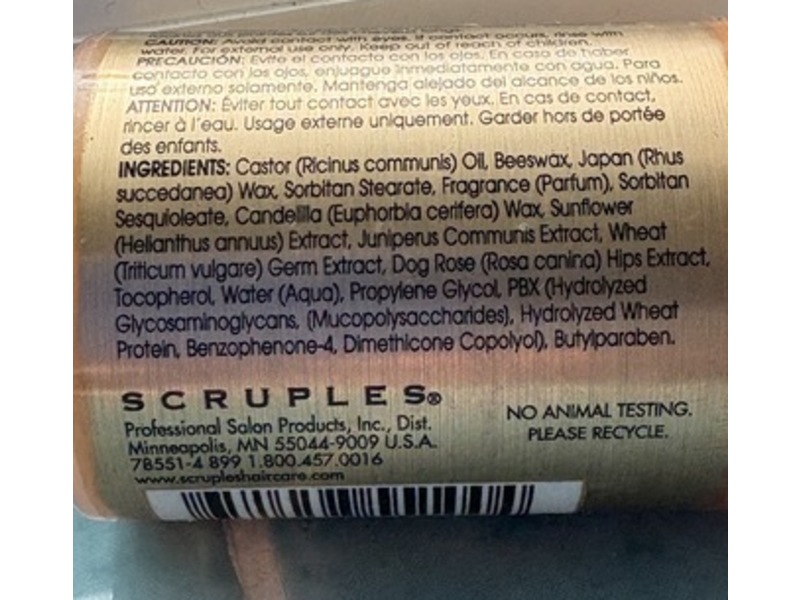 CAUTION: Avoid contact with eyes. If contact occurs, rinse with
water. For external use only. Keep out of reach of children.
PRECAUCIÓN: Evite el contacto con los ojos. En caso de haber
contacto con los ojos, enjuague inmediatamente con agua. Para
uso externo solamente. Mantenga alejado del alcance de los niños.
ATTENTION: Éviter tout contact avec les yeux. En cas de contact,
rincer à l'eau. Usage externe uniquement. Garder hors de portée
des enfants.
INGREDIENTS: Castor (Ricinus communis) Oil, Beeswax, Japan (Rhus
succedanea) Wax, Sorbitan Stearate, Fragrance (Parfum), Sorbitan
Sesquioleate, Candelilla (Euphorbia cerifera) Wax, Sunflower
(Helianthus annuus) Extract, Juniperus Communis Extract, Wheat
(Triticum vulgare) Germ Extract, Dog Rose (Rosa canina) Hips Extract,
Tocopherol, Water (Aqua), Propylene Glycol, PBX (Hydrolyzed
Glycosaminoglycans, (Mucopolysaccharides), Hydrolyzed Wheat
Protein, Benzophenone-4, Dimethicone Copolyol), Butylparaben.
SCRUPLES®
Professional Salon Products, Inc., Dist.
Minneapolis, MN 55044-9009 U.S.A.
78551-4 899 1.800.457.0016
www.scrupleshaircare.com
NO ANIMAL TESTING.
PLEASE RECYCLE.